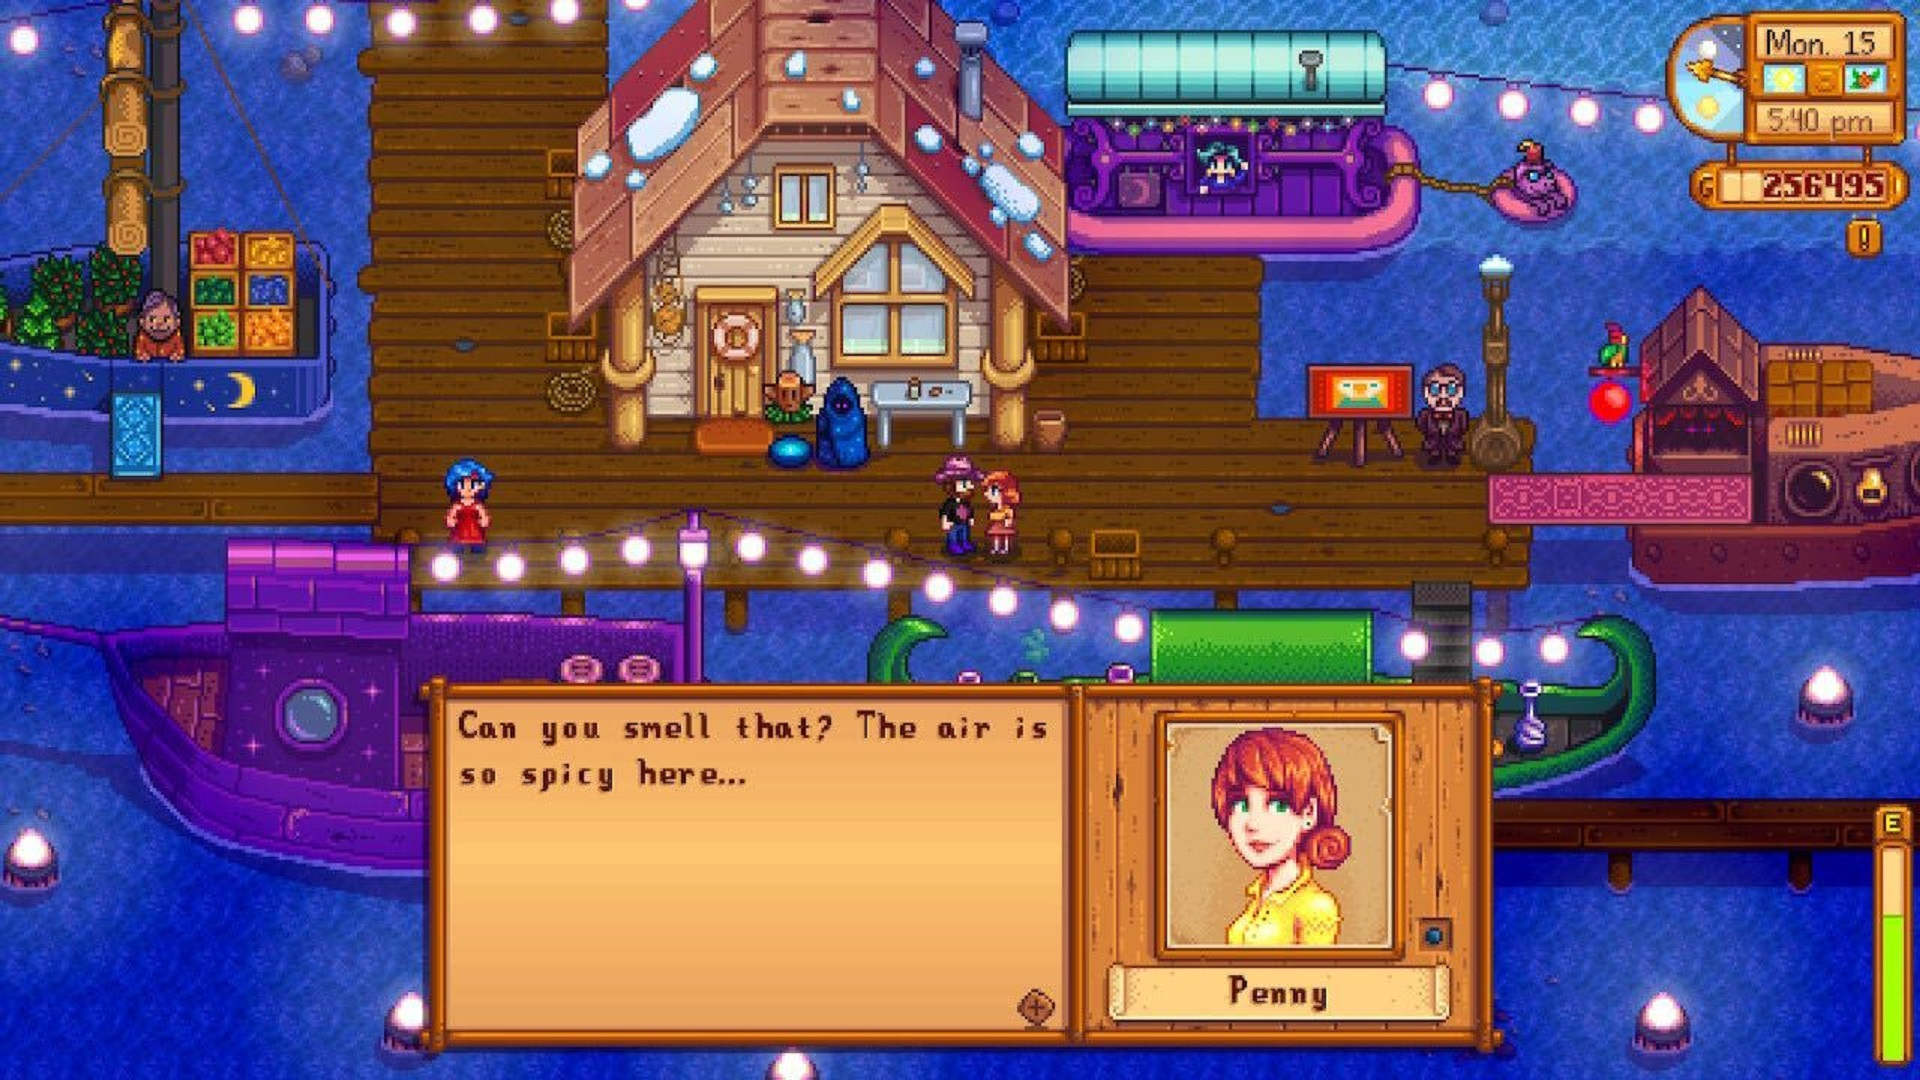 Mon. 15
5:40 pm
G 256495
!
Can you smell that? The air is
so spicy here...
Penny
E